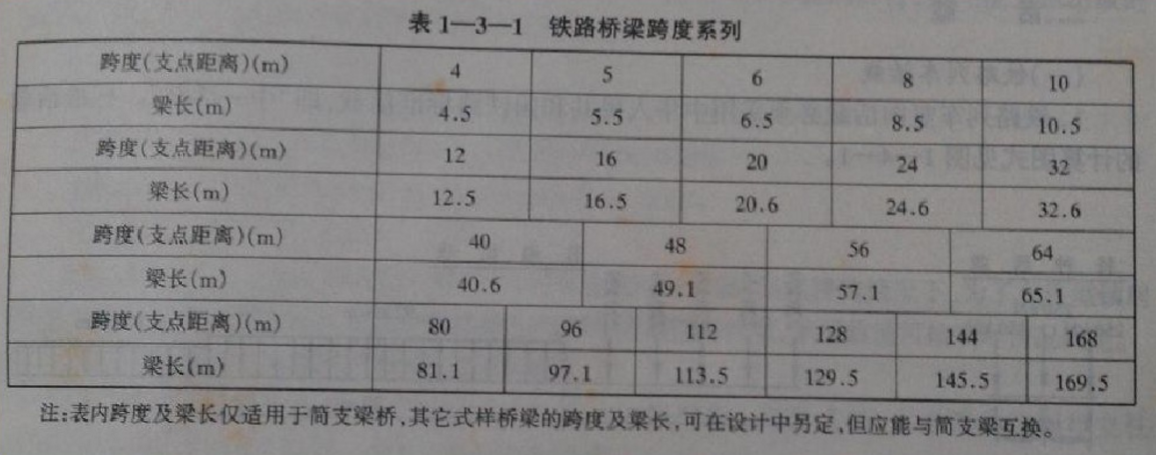 表1—3—1 铁路桥梁跨度系列
跨度(支点距离)(m) 4 5 6 8 10
梁长(m) 4.5 5.5 6.5 8.5 10.5
跨度(支点距离)(m) 12 16 20 24 32
梁长(m) 12.5 16.5 20.6 24.6 32.6
跨度(支点距离)(m) 40 48 56 64
梁长(m) 40.6 49.1 57.1 65.1
跨度(支点距离)(m) 80 96 112 128 144 168
梁长(m) 81.1 97.1 113.5 129.5 145.5 169.5
注:表内跨度及梁长仅适用于简支梁桥,其它式样桥梁的跨度及梁长,可在设计中另定,但应能与简支梁互换。